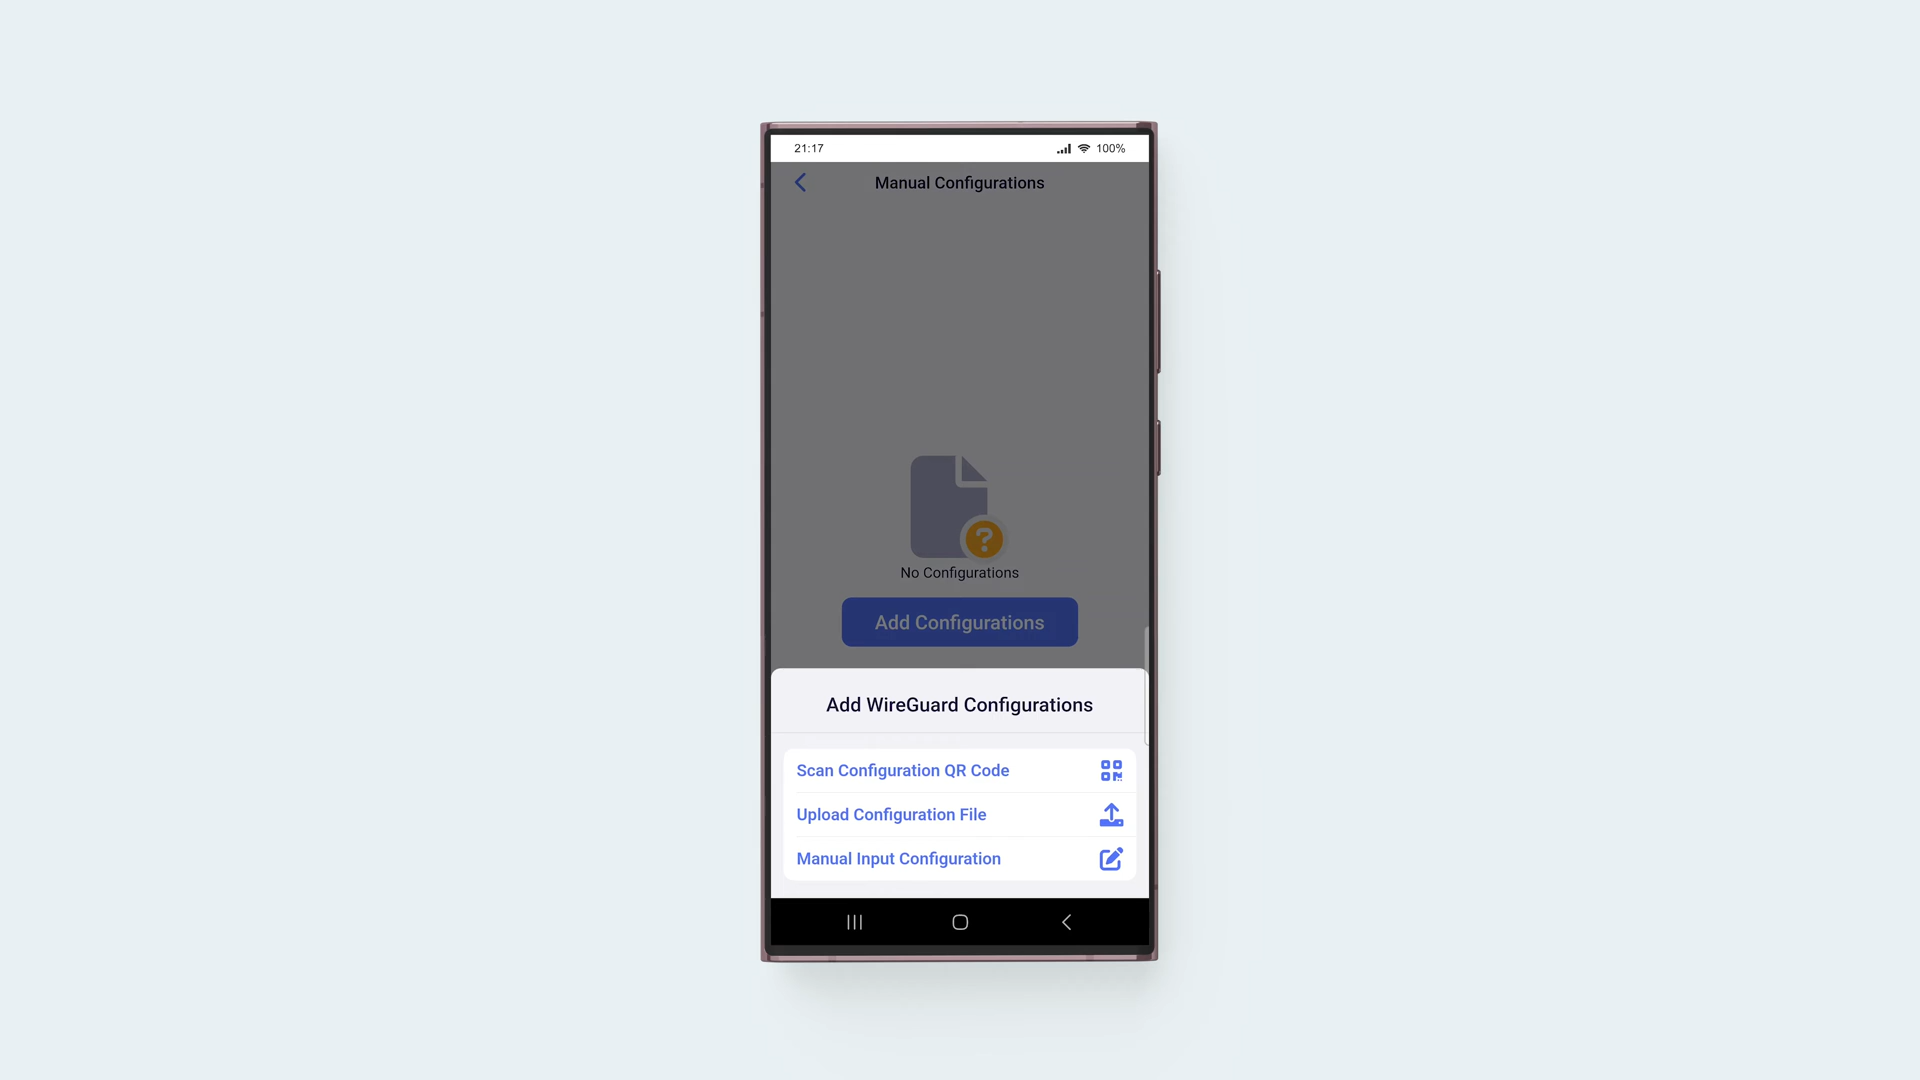 21:17
100%
Manual Configurations
?
No Configurations
Add Configurations
Add WireGuard Configurations
Scan Configuration QR Code
Upload Configuration File
Manual Input Configuration